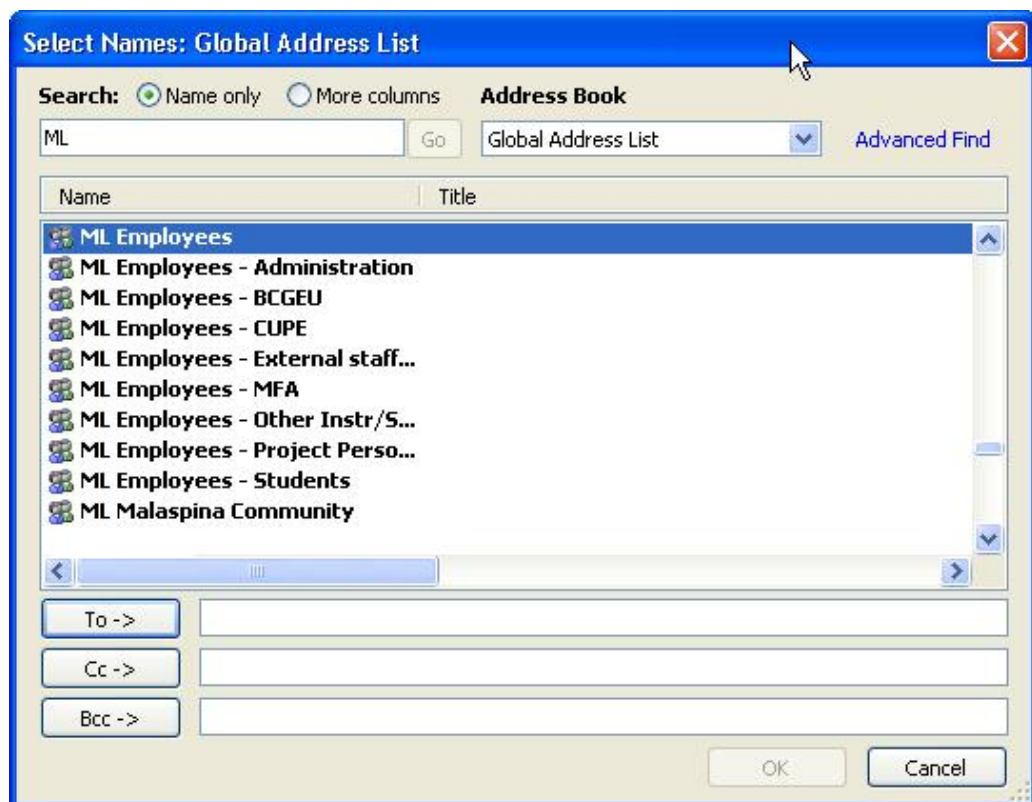 Select Names: Global Address List
Search: Name only More columns Address Book
ML Go Global Address List Advanced Find
Name Title
ML Employees
ML Employees - Administration
ML Employees - BCGEU
ML Employees - CUPE
ML Employees - External staff...
ML Employees - MFA
ML Employees - Other Instr/S...
ML Employees - Project Perso...
ML Employees - Students
ML Malaspina Community
To ->
Cc ->
Bcc ->
OK Cancel